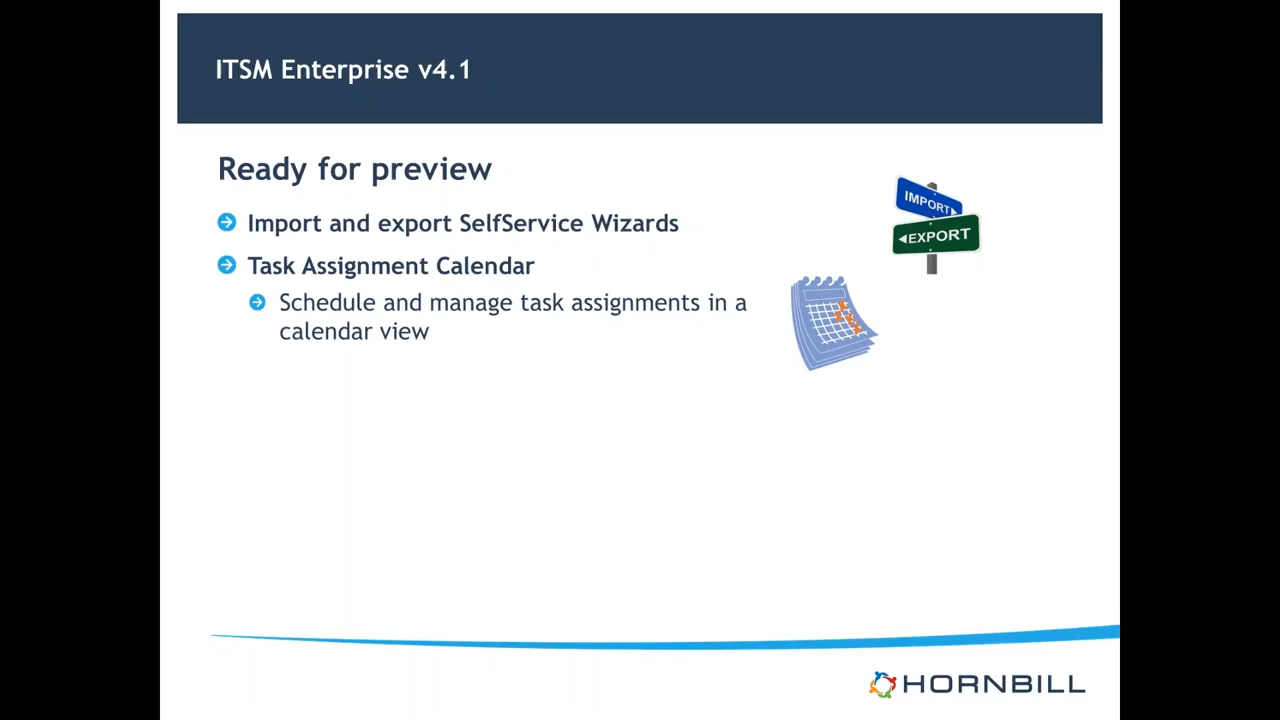 ITSM Enterprise v4.1
Ready for preview
Import and export SelfService Wizards
Task Assignment Calendar
Schedule and manage task assignments in a
calendar view
IMPORT
EXPORT
HORNBILL